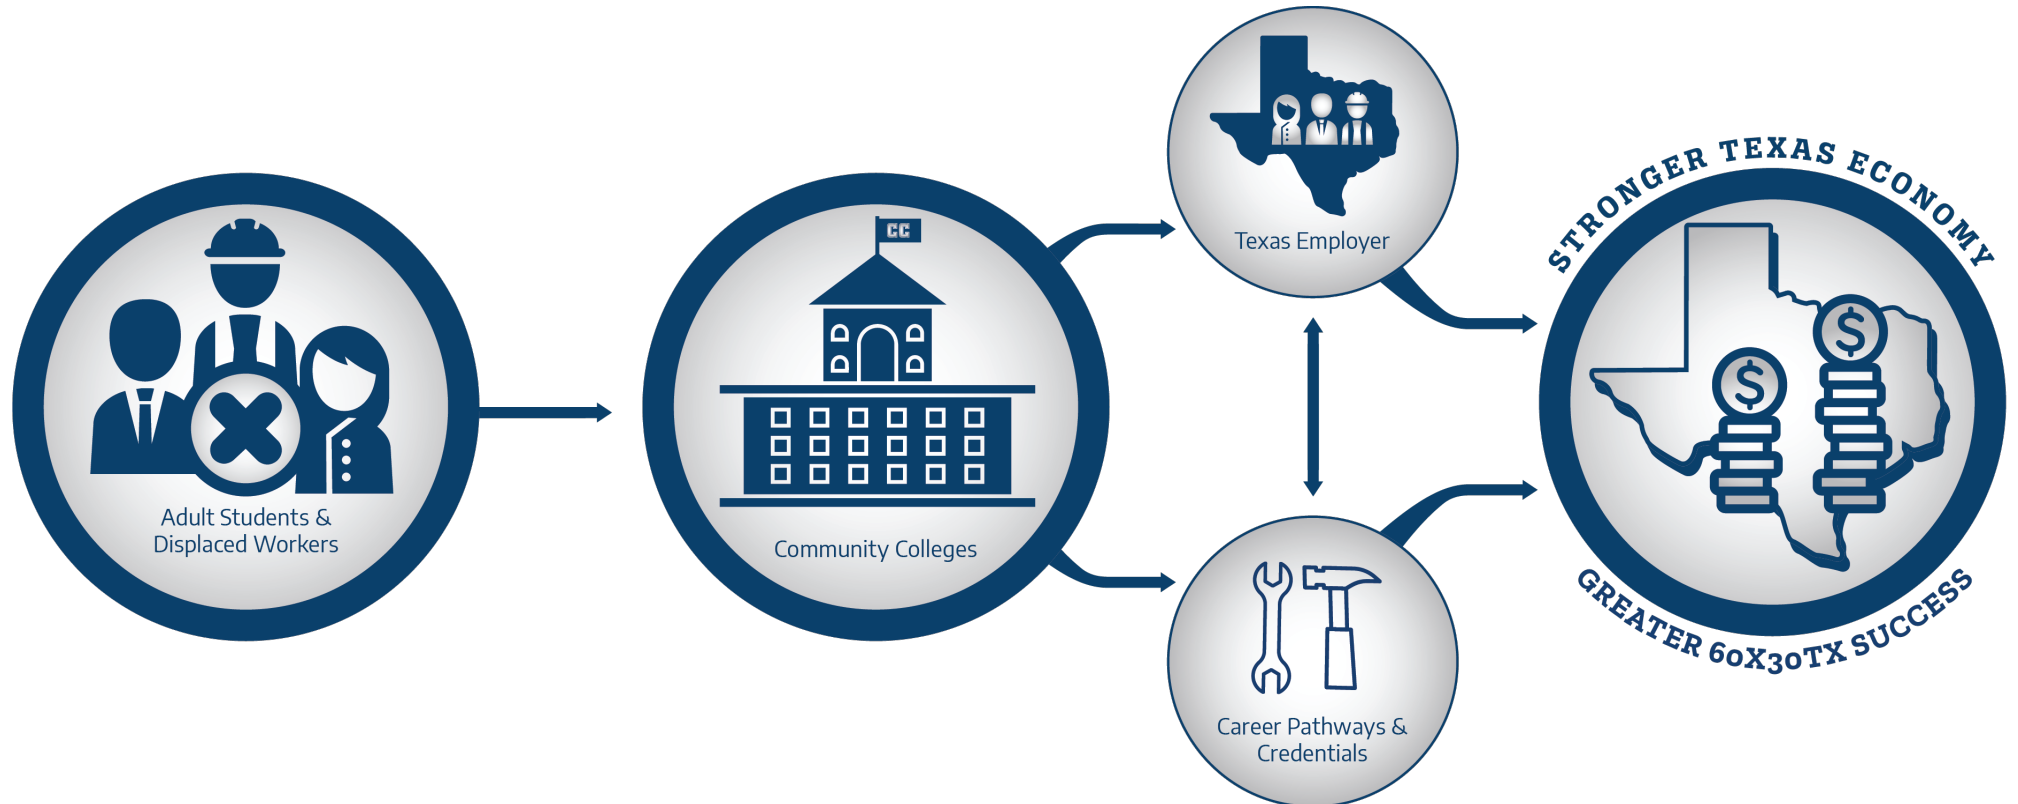 Adult Students &
Displaced Workers
CC
Community Colleges
Texas Employer
Career Pathways &
Credentials
STRONGER TEXAS ECONOMY
$
$
GREATER 60X30TX SUCCESS